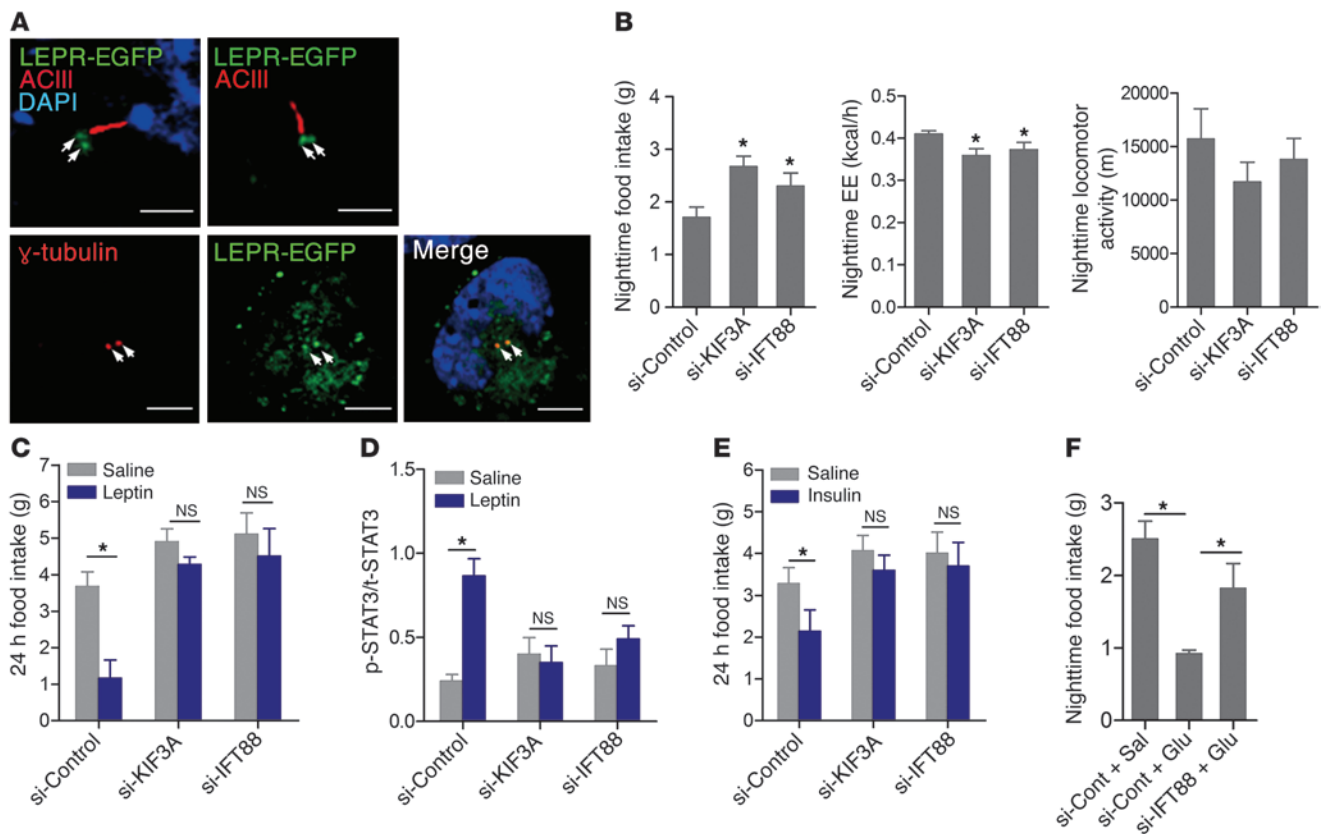 A
LEPR-EGFP
ACIII
DAPI
LEPR-EGFP
ACIII
ɣ-tubulin
LEPR-EGFP
Merge
B
Nighttime food intake (g)
4
3
2
1
0
si-Control
si-KIF3A
si-IFT88
*
*
Nighttime EE (kcal/h)
0.5
0.4
0.3
0.2
0.1
0.0
si-Control
si-KIF3A
si-IFT88
*
*
Nighttime locomotor
activity (m)
20000
15000
10000
5000
0
si-Control
si-KIF3A
si-IFT88
C
Saline
Leptin
24 h food intake (g)
7
6
5
4
3
2
1
0
*
NS
NS
si-Control
si-KIF3A
si-IFT88
D
Saline
Leptin
p-STAT3/t-STAT3
1.5
1.0
0.5
0.0
*
NS
NS
si-Control
si-KIF3A
si-IFT88
E
Saline
Insulin
24 h food intake (g)
6
5
4
3
2
1
0
*
NS
NS
si-Control
si-KIF3A
si-IFT88
F
Nighttime food intake (g)
3
2
1
0
*
*
si-Cont + Sal
si-Cont + Glu
si-IFT88 + Glu